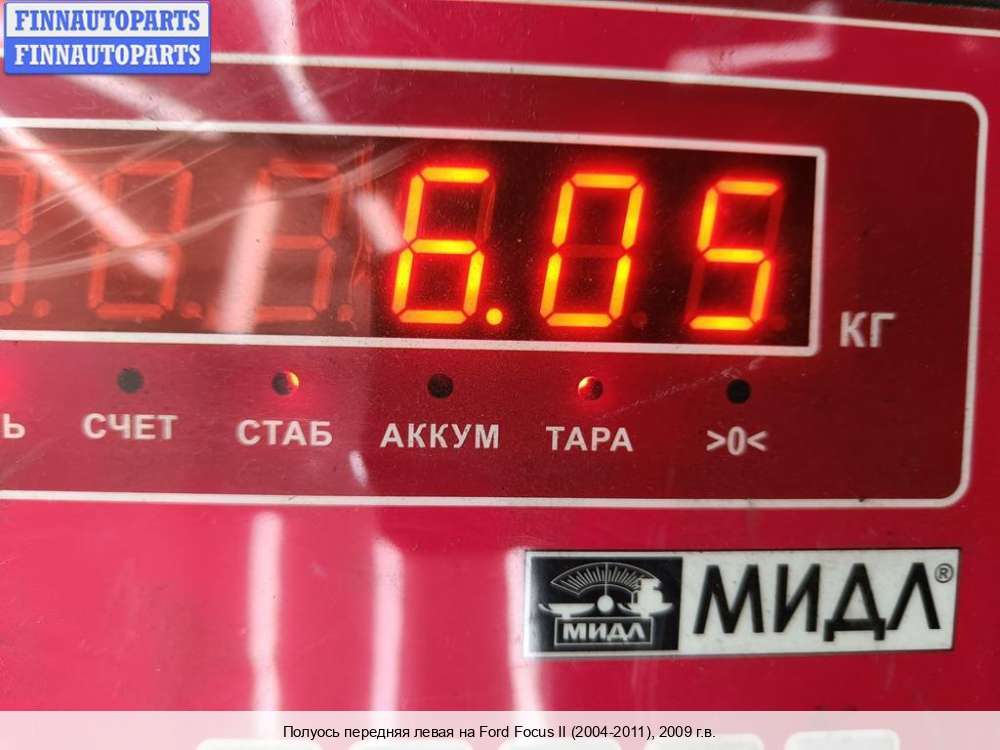 FINNAUTOPARTS
FINNAUTOPARTS
6.05
КГ
Ь СЧЕТ СТАБ АККУМ ТАРА >0<
МИДЛ МИДЛ®
Полуось передняя левая на Ford Focus II (2004-2011), 2009 г.в.